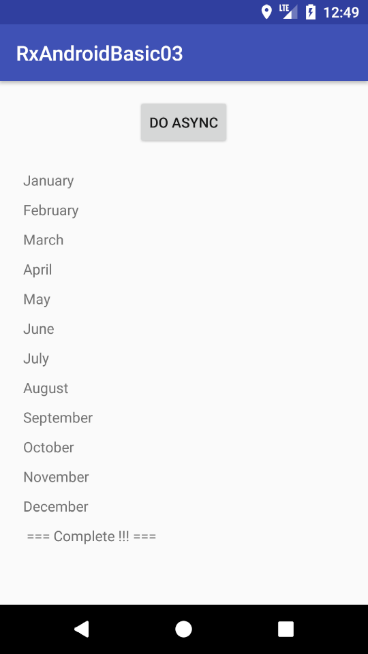 LTE 12:49
RxAndroidBasic03
DO ASYNC
January
February
March
April
May
June
July
August
September
October
November
December
=== Complete !!! ===